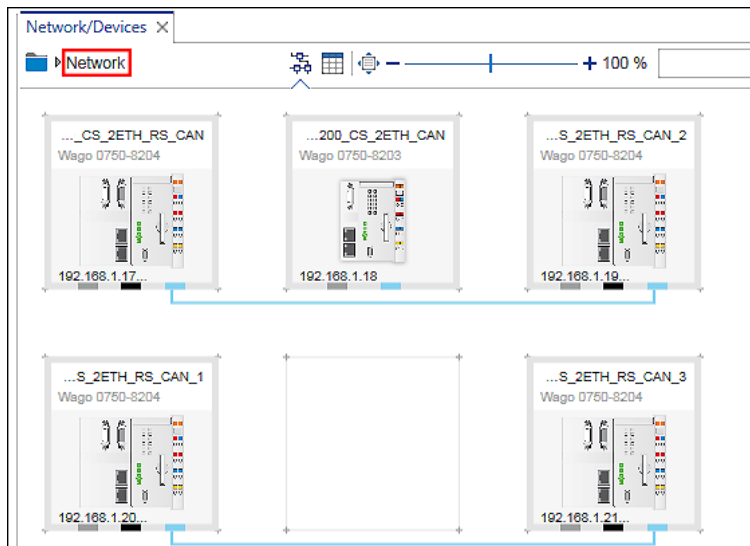 Network/Devices
Network
100 %
..._CS_2ETH_RS_CAN
Wago 0750-8204
192.168.1.17...
...200_CS_2ETH_CAN
Wago 0750-8203
192.168.1.18
...S_2ETH_RS_CAN_2
Wago 0750-8204
192.168.1.19...
...S_2ETH_RS_CAN_1
Wago 0750-8204
192.168.1.20...
...S_2ETH_RS_CAN_3
Wago 0750-8204
192.168.1.21...